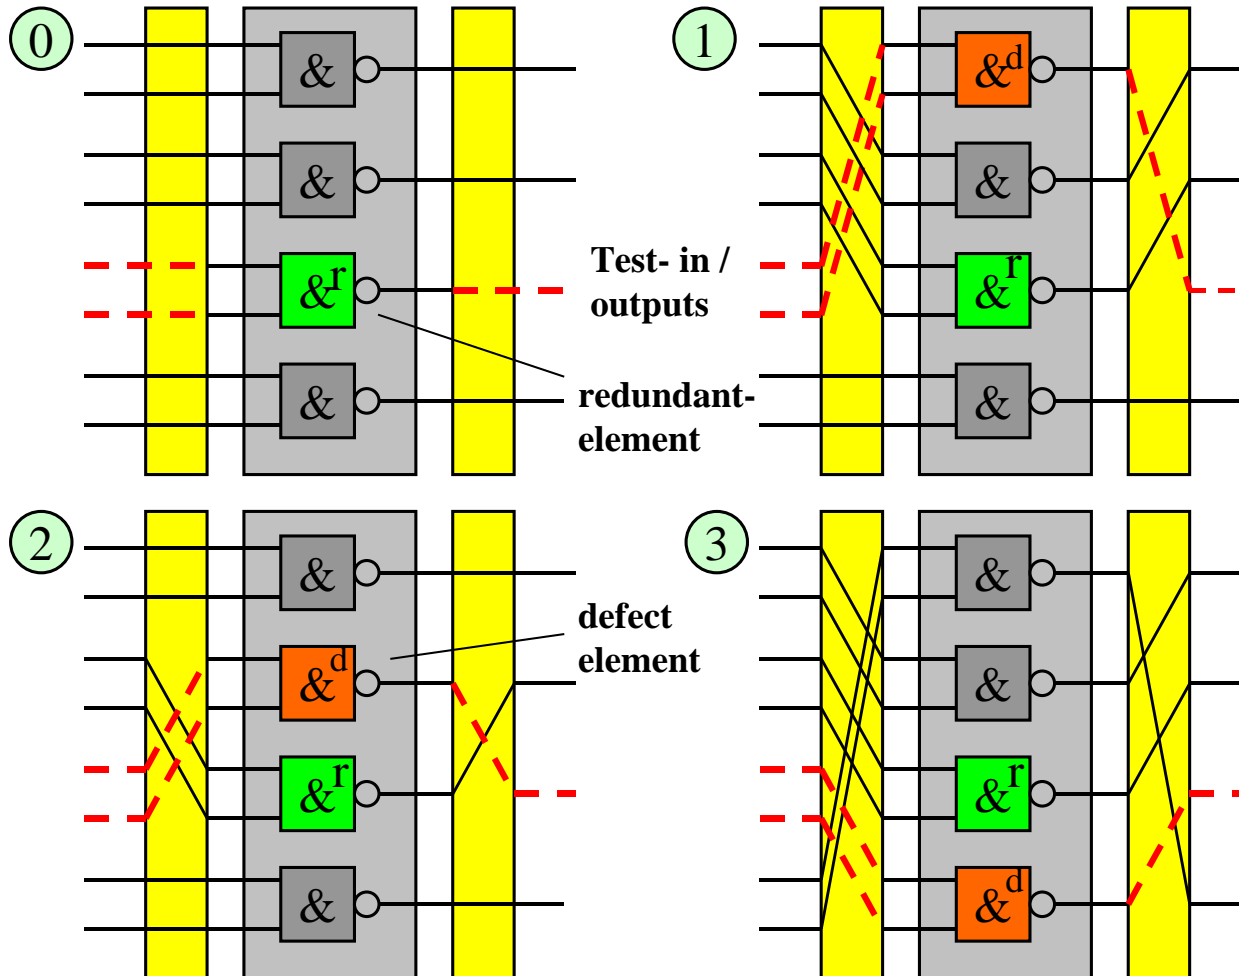 0
&
&
&r
&
1
&d
&
&r
&
Test- in /
outputs
redundant-
element
2
&
&d
&r
&
3
&
&
&r
&d
defect
element